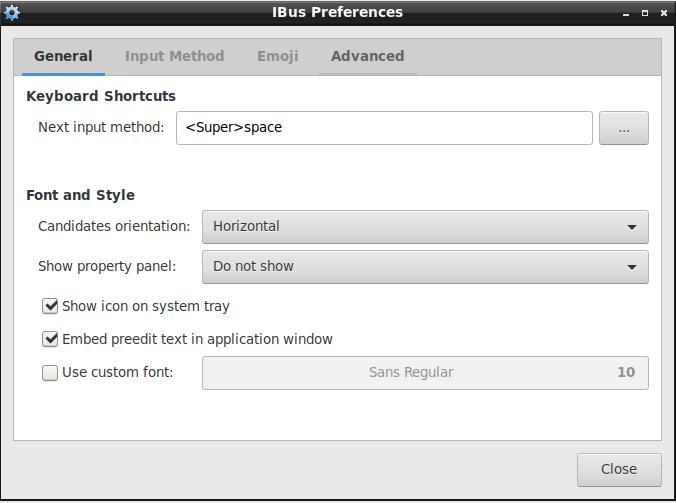 IBus Preferences
General Input Method Emoji Advanced
Keyboard Shortcuts
Next input method: <Super>space ...
Font and Style
Candidates orientation: Horizontal
Show property panel: Do not show
Show icon on system tray
Embed preedit text in application window
Use custom font: Sans Regular 10
Close